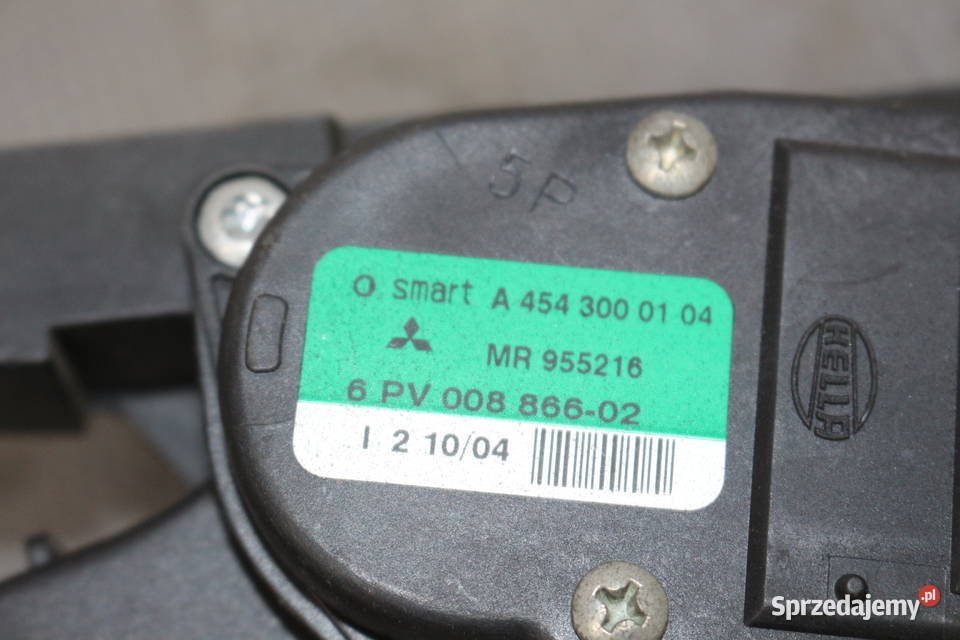 5P
smart A 454 300 01 04
MR 955216
6 PV 008 866-02
I 2 10/04
HELLA
Sprzedajemy.pl